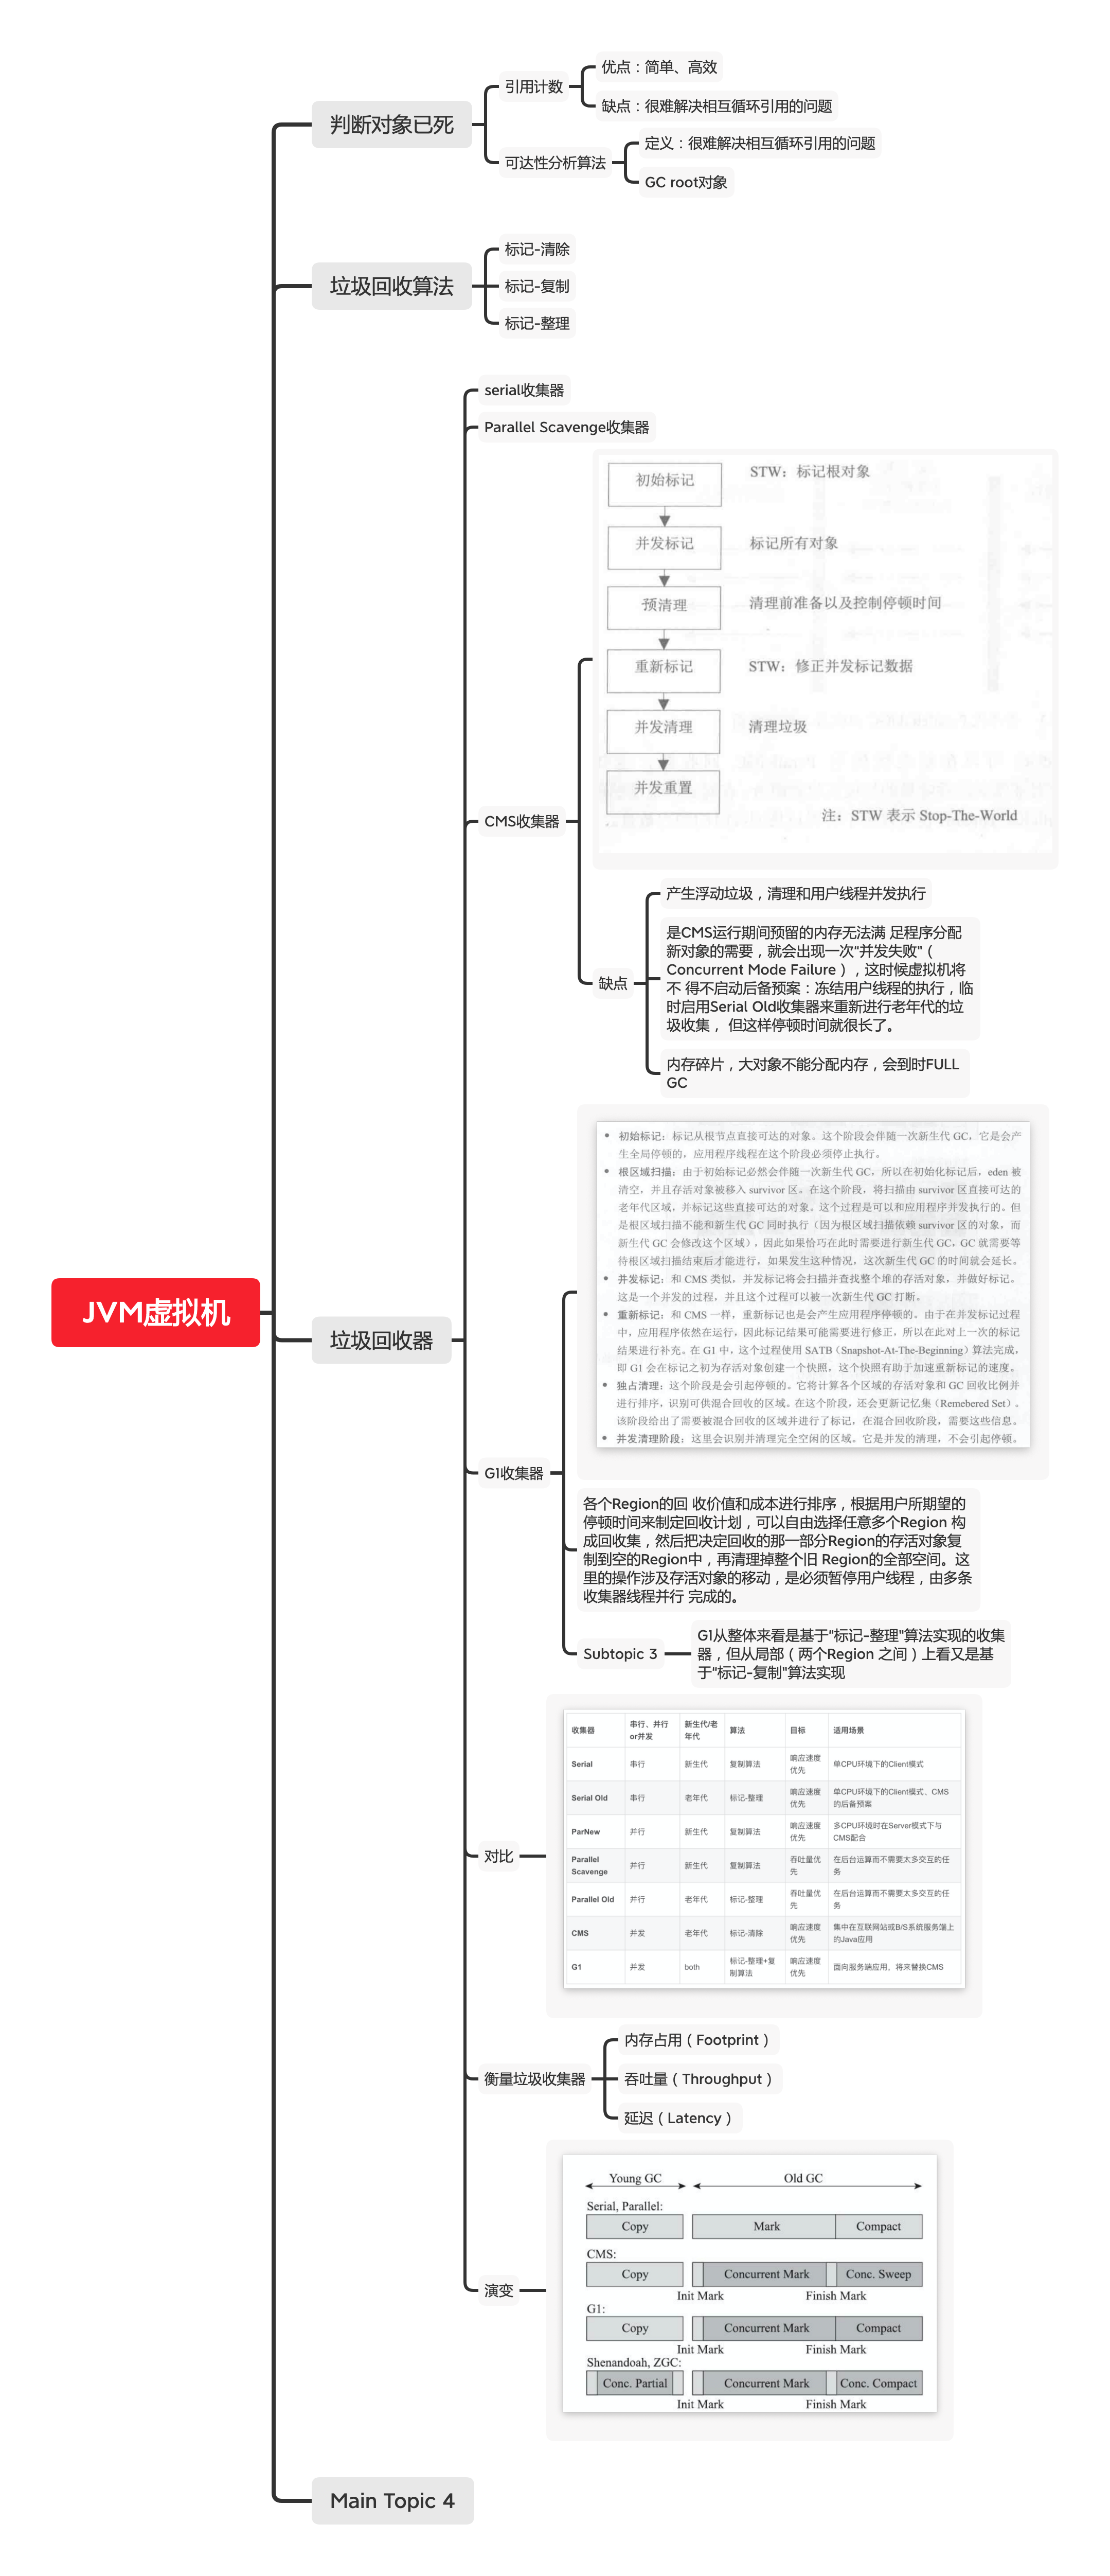 JVM虚拟机
判断对象已死
引用计数
优点：简单、高效
缺点：很难解决相互循环引用的问题
可达性分析算法
定义：很难解决相互循环引用的问题
GC root对象
垃圾回收算法
标记-清除
标记-复制
标记-整理
垃圾回收器
serial收集器
Parallel Scavenge收集器
CMS收集器
初始标记 STW：标记根对象
并发标记 标记所有对象
预清理 清理前准备以及控制停顿时间
重新标记 STW：修正并发标记数据
并发清理 清理垃圾
并发重置
注：STW 表示 Stop-The-World
缺点
产生浮动垃圾，清理和用户线程并发执行
是CMS运行期间预留的内存无法满 足程序分配
新对象的需要，就会出现一次"并发失败"（
Concurrent Mode Failure），这时候虚拟机将
不 得不启动后备预案：冻结用户线程的执行，临
时启用Serial Old收集器来重新进行老年代的垃
圾收集， 但这样停顿时间就很长了。
内存碎片，大对象不能分配内存，会到时FULL
GC
G1收集器
• 初始标记：标记从根节点直接可达的对象。这个阶段会伴随一次新生代 GC，它是会产
生全局停顿的，应用程序线程在这个阶段必须停止执行。
• 根区域扫描：由于初始标记必然会伴随一次新生代 GC，所以在初始化标记后，eden 被
清空，并且存活对象被移入 survivor 区。在这个阶段，将扫描由 survivor 区直接可达的
老年代区域，并标记这些直接可达的对象。这个过程是可以和应用程序并发执行的。但
是根区域扫描不能和新生代 GC 同时执行（因为根区域扫描依赖 survivor 区的对象，而
新生代 GC 会修改这个区域），因此如果恰巧在此时需要进行新生代 GC，GC 就需要等
待根区域扫描结束后才能进行，如果发生这种情况，这次新生代 GC 的时间就会延长。
• 并发标记：和 CMS 类似，并发标记将会扫描并查找整个堆的存活对象，并做好标记。
这是一个并发的过程，并且这个过程可以被一次新生代 GC 打断。
• 重新标记：和 CMS 一样，重新标记也是会产生应用程序停顿的。由于在并发标记过程
中，应用程序依然在运行，因此标记结果可能需要进行修正，所以在此对上一次的标记
结果进行补充。在 G1 中，这个过程使用 SATB（Snapshot-At-The-Beginning）算法完成，
即 G1 会在标记之初为存活对象创建一个快照，这个快照有助于加速重新标记的速度。
• 独占清理：这个阶段是会引起停顿的。它将计算各个区域的存活对象和 GC 回收比例并
进行排序，识别可供混合回收的区域。在这个阶段，还会更新记忆集（Remebered Set）。
该阶段给出了需要被混合回收的区域并进行了标记，在混合回收阶段，需要这些信息。
• 并发清理阶段：这里会识别并清理完全空闲的区域。它是并发的清理，不会引起停顿。
各个Region的回 收价值和成本进行排序，根据用户所期望的
停顿时间来制定回收计划，可以自由选择任意多个Region 构
成回收集，然后把决定回收的那一部分Region的存活对象复
制到空的Region中，再清理掉整个旧 Region的全部空间。这
里的操作涉及存活对象的移动，是必须暂停用户线程，由多条
收集器线程并行 完成的。
Subtopic 3
G1从整体来看是基于"标记-整理"算法实现的收集
器，但从局部（两个Region 之间）上看又是基
于"标记-复制"算法实现
对比
收集器 串行、并行or并发 新生代/老年代 算法 目标 适用场景
Serial 串行 新生代 复制算法 响应速度优先 单CPU环境下的Client模式
Serial Old 串行 老年代 标记-整理 响应速度优先 单CPU环境下的Client模式、CMS的后备预案
ParNew 并行 新生代 复制算法 响应速度优先 多CPU环境时在Server模式下与CMS配合
Parallel Scavenge 并行 新生代 复制算法 吞吐量优先 在后台运算而不需要太多交互的任务
Parallel Old 并行 老年代 标记-整理 吞吐量优先 在后台运算而不需要太多交互的任务
CMS 并发 老年代 标记-清除 响应速度优先 集中在互联网站或B/S系统服务端上的Java应用
G1 并发 both 标记-整理+复制算法 响应速度优先 面向服务端应用，将来替换CMS
衡量垃圾收集器
内存占用（Footprint）
吞吐量（Throughput）
延迟（Latency）
演变
Young GC Old GC
Serial, Parallel:
Copy Mark Compact
CMS:
Copy Concurrent Mark Conc. Sweep
Init Mark Finish Mark
G1:
Copy Concurrent Mark Compact
Init Mark Finish Mark
Shenandoah, ZGC:
Conc. Partial Concurrent Mark Conc. Compact
Init Mark Finish Mark
Main Topic 4